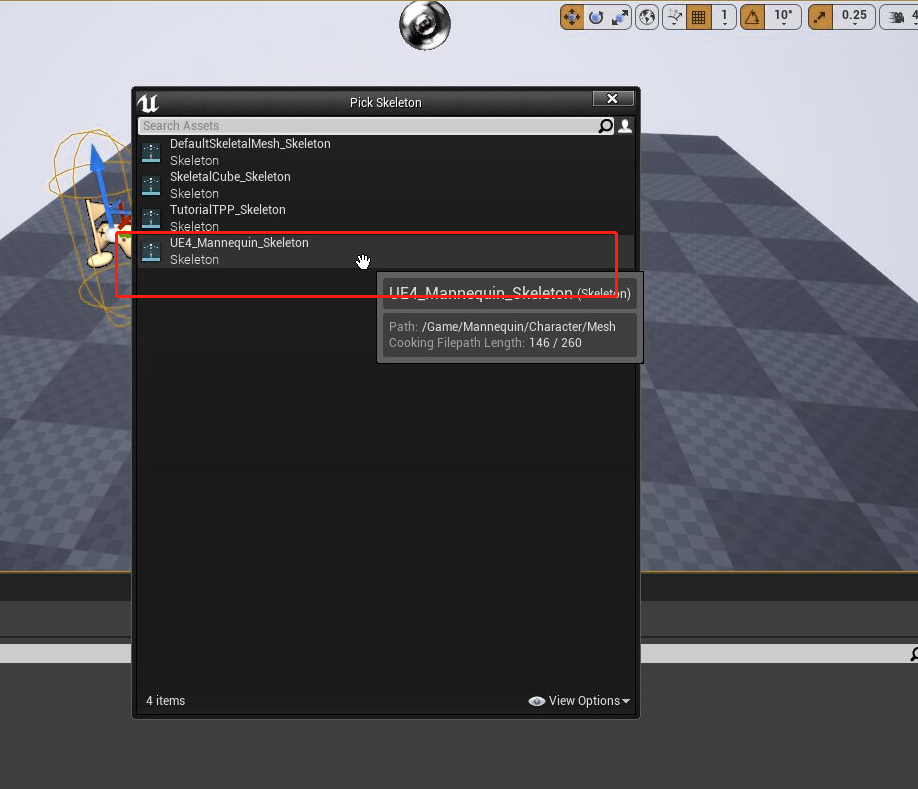 1
10°
0.25
4
Pick Skeleton
Search Assets
DefaultSkeletalMesh_Skeleton
Skeleton
SkeletalCube_Skeleton
Skeleton
TutorialTPP_Skeleton
Skeleton
UE4_Mannequin_Skeleton
Skeleton
UE4_Mannequin_Skeleton (Skeleton)
Path: /Game/Mannequin/Character/Mesh
Cooking Filepath Length: 146 / 260
4 items
View Options